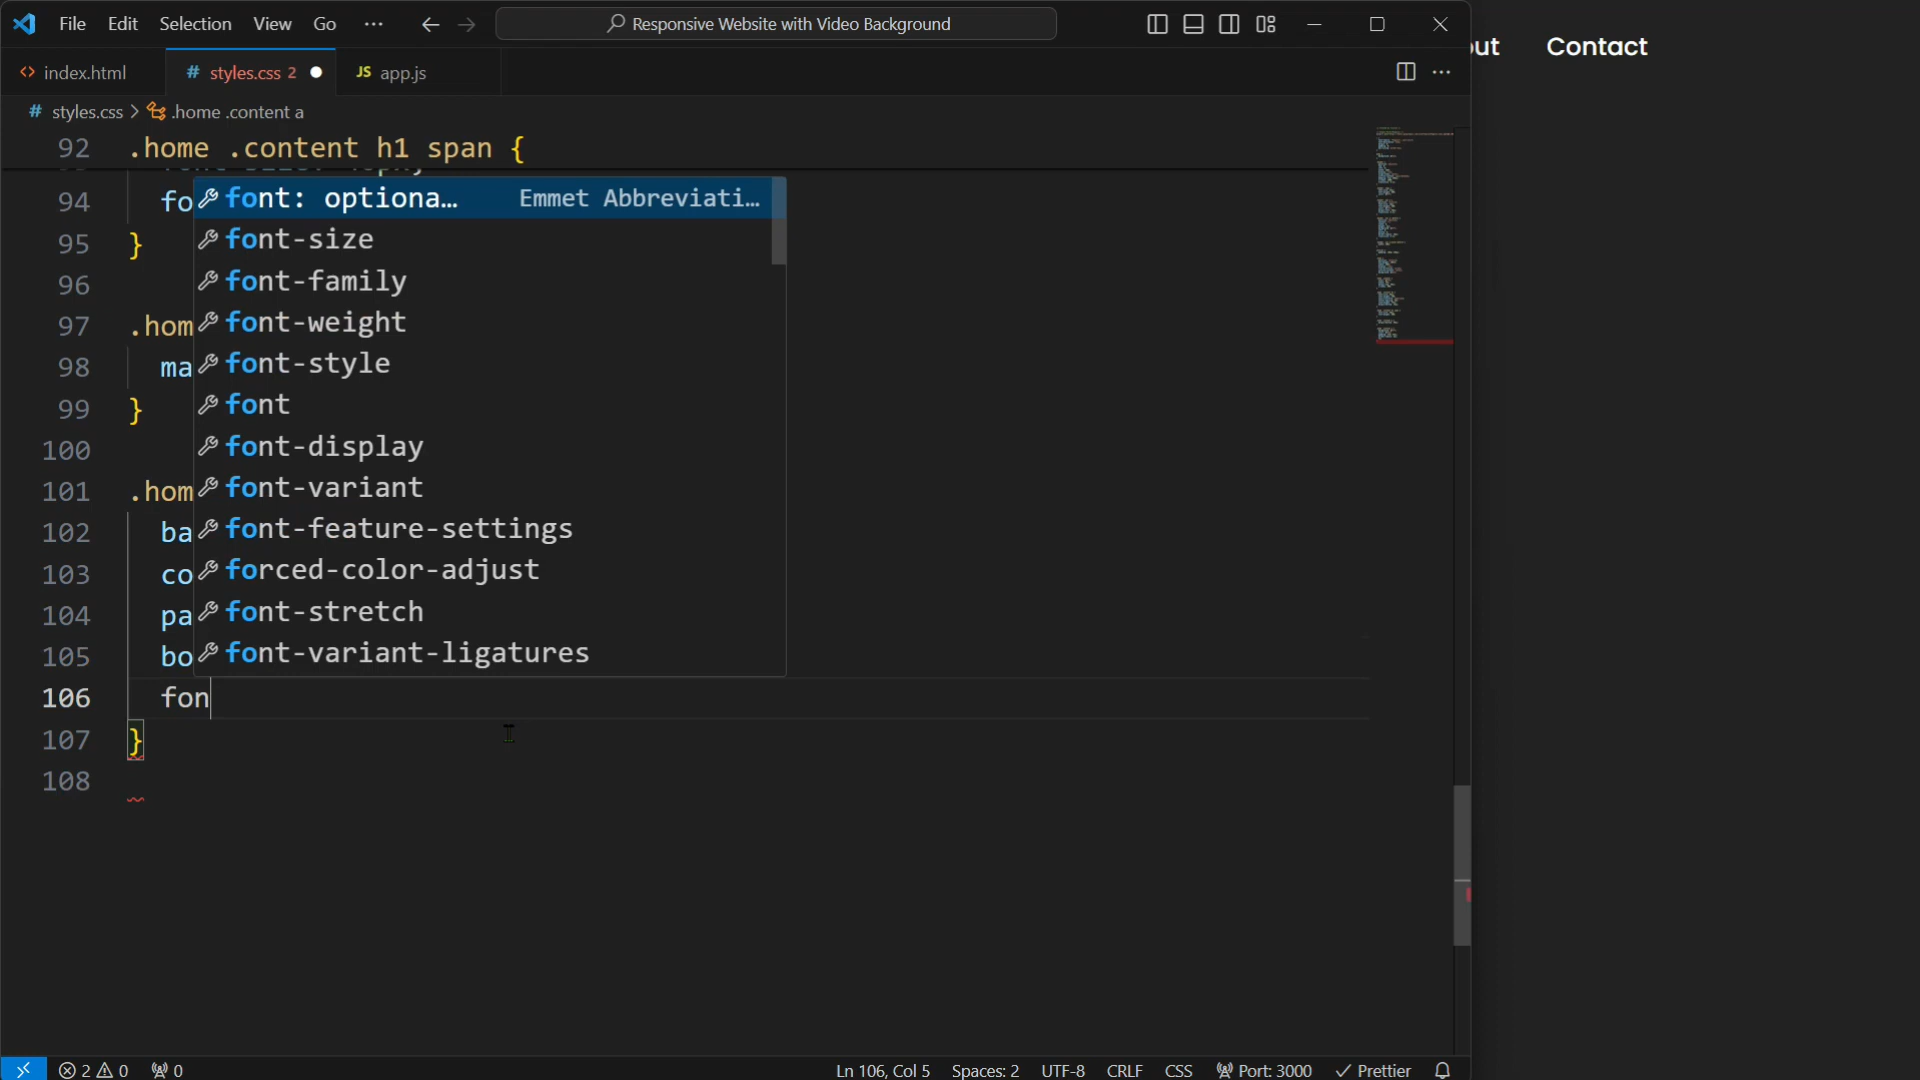 File Edit Selection View Go ··· Responsive Website with Video Background
out Contact
index.html # styles.css 2 JS app.js
# styles.css > .home .content a
92 .home .content h1 span {
94 fo
95 }
96
97 .hom
98 ma
99 }
100
101 .hom
102 ba
103 co
104 pa
105 bo
106 fon
107 }
108
font: optiona… Emmet Abbreviati…
font-size
font-family
font-weight
font-style
font
font-display
font-variant
font-feature-settings
forced-color-adjust
font-stretch
font-variant-ligatures
2 0 0 Ln 106, Col 5 Spaces: 2 UTF-8 CRLF CSS Port: 3000 Prettier